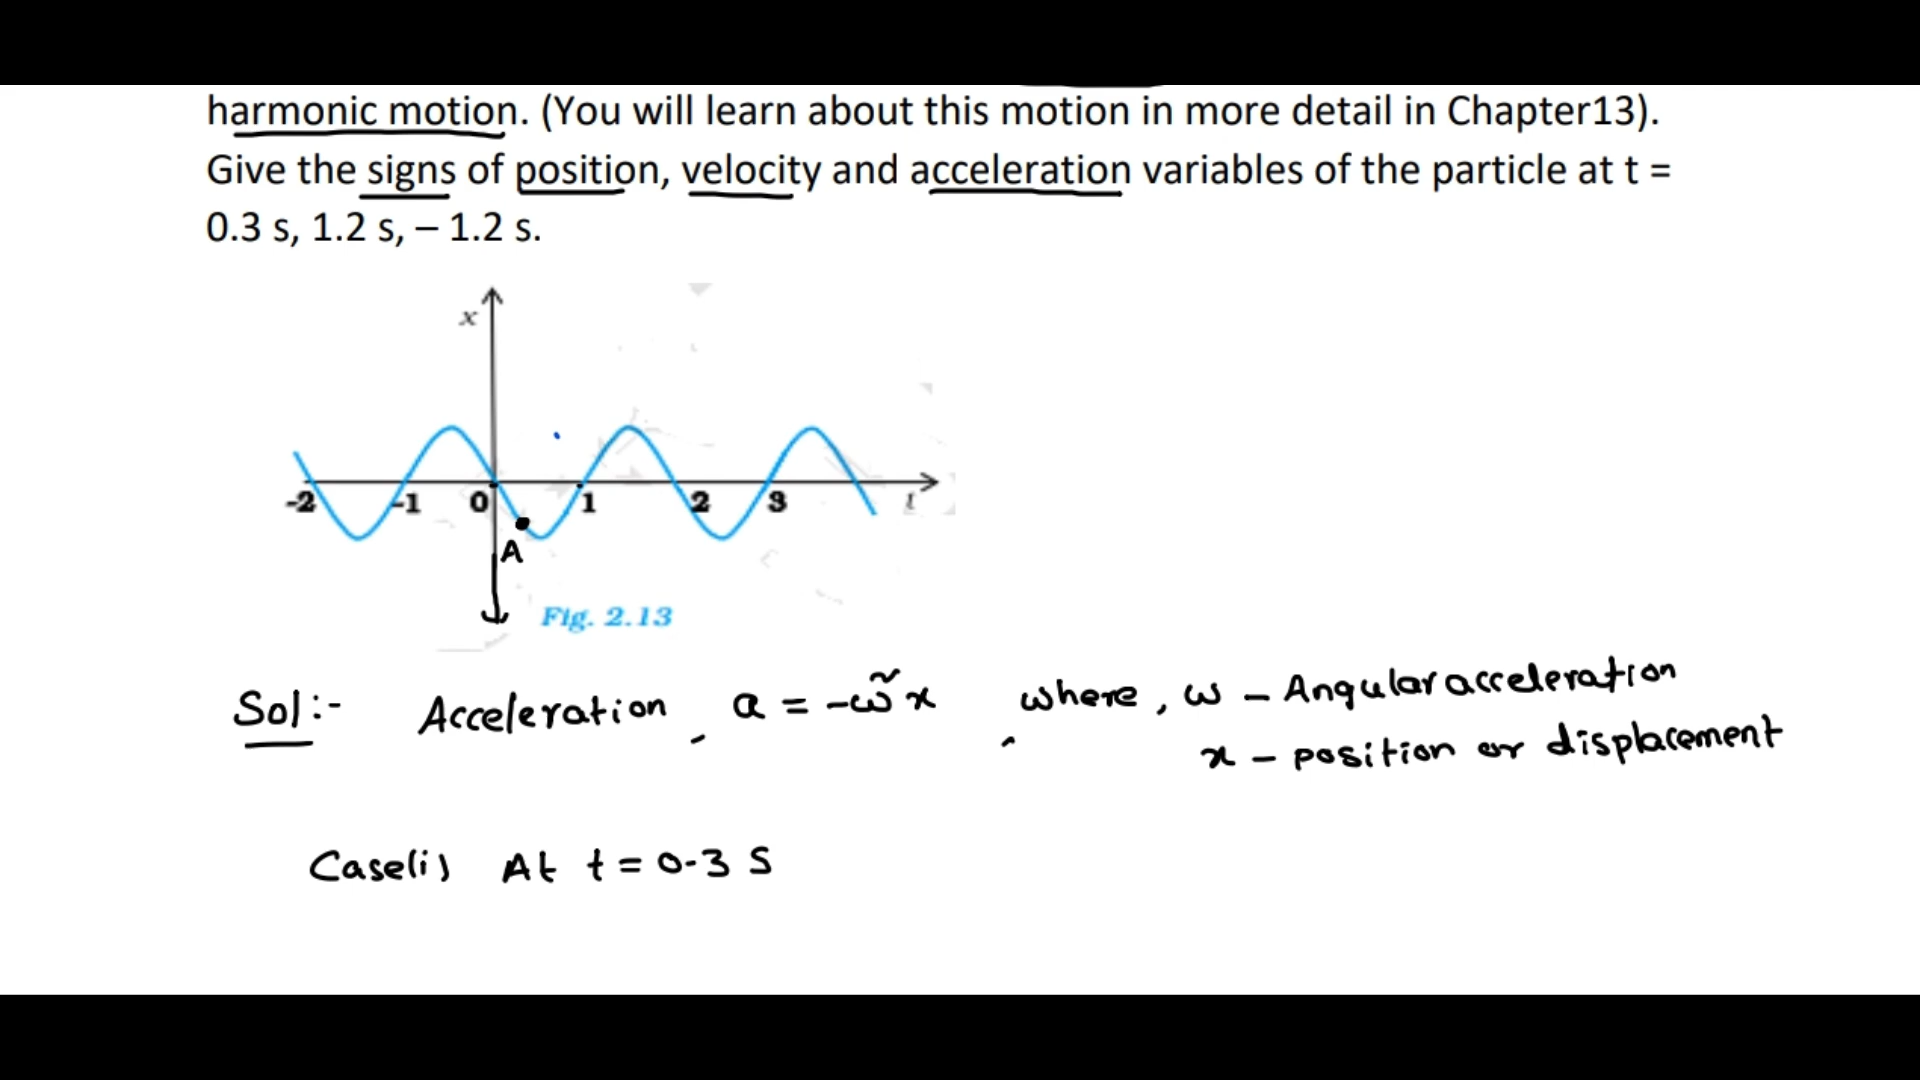 harmonic motion. (You will learn about this motion in more detail in Chapter13).
Give the signs of position, velocity and acceleration variables of the particle at t =
0.3 s, 1.2 s, – 1.2 s.
x
-2 -1 0 1 2 3 t
A
Fig. 2.13
Sol:- Acceleration, a = -ω²x, where, ω - Angular acceleration
x - position or displacement
Case(i) At t = 0.3 S